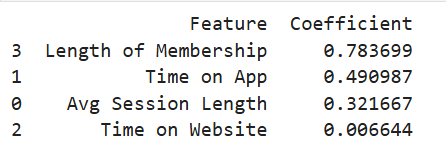 Feature Coefficient
3 Length of Membership 0.783699
1 Time on App 0.490987
0 Avg Session Length 0.321667
2 Time on Website 0.006644